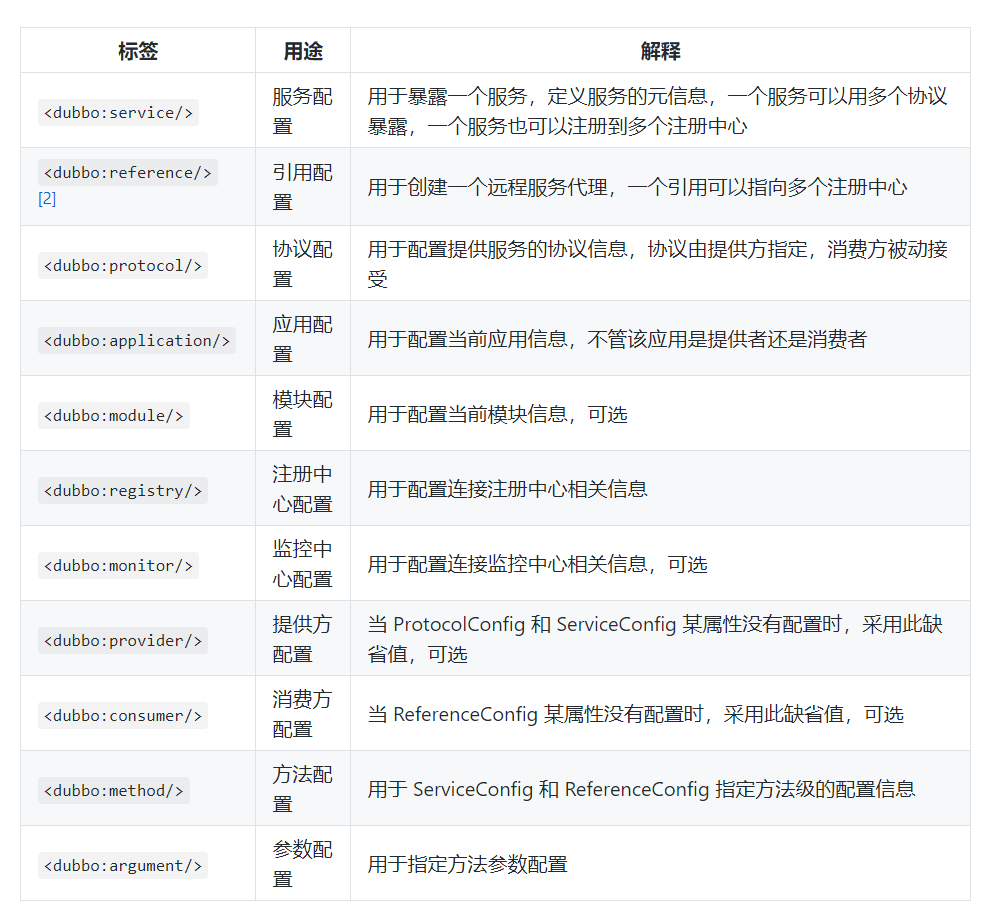 标签 用途 解释
<dubbo:service/> 服务配
置 用于暴露一个服务，定义服务的元信息，一个服务可以用多个协议
暴露，一个服务也可以注册到多个注册中心
<dubbo:reference/>
[2]
引用配
置
用于创建一个远程服务代理，一个引用可以指向多个注册中心
<dubbo:protocol/>
协议配
置
用于配置提供服务的协议信息，协议由提供方指定，消费方被动接
受
<dubbo:application/>
应用配
置
用于配置当前应用信息，不管该应用是提供者还是消费者
<dubbo:module/>
模块配
置
用于配置当前模块信息，可选
<dubbo:registry/>
注册中
心配置
用于配置连接注册中心相关信息
<dubbo:monitor/>
监控中
心配置
用于配置连接监控中心相关信息，可选
<dubbo:provider/>
提供方
配置
当 ProtocolConfig 和 ServiceConfig 某属性没有配置时，采用此缺
省值，可选
<dubbo:consumer/>
消费方
配置
当 ReferenceConfig 某属性没有配置时，采用此缺省值，可选
<dubbo:method/>
方法配
置
用于 ServiceConfig 和 ReferenceConfig 指定方法级的配置信息
<dubbo:argument/>
参数配
置
用于指定方法参数配置